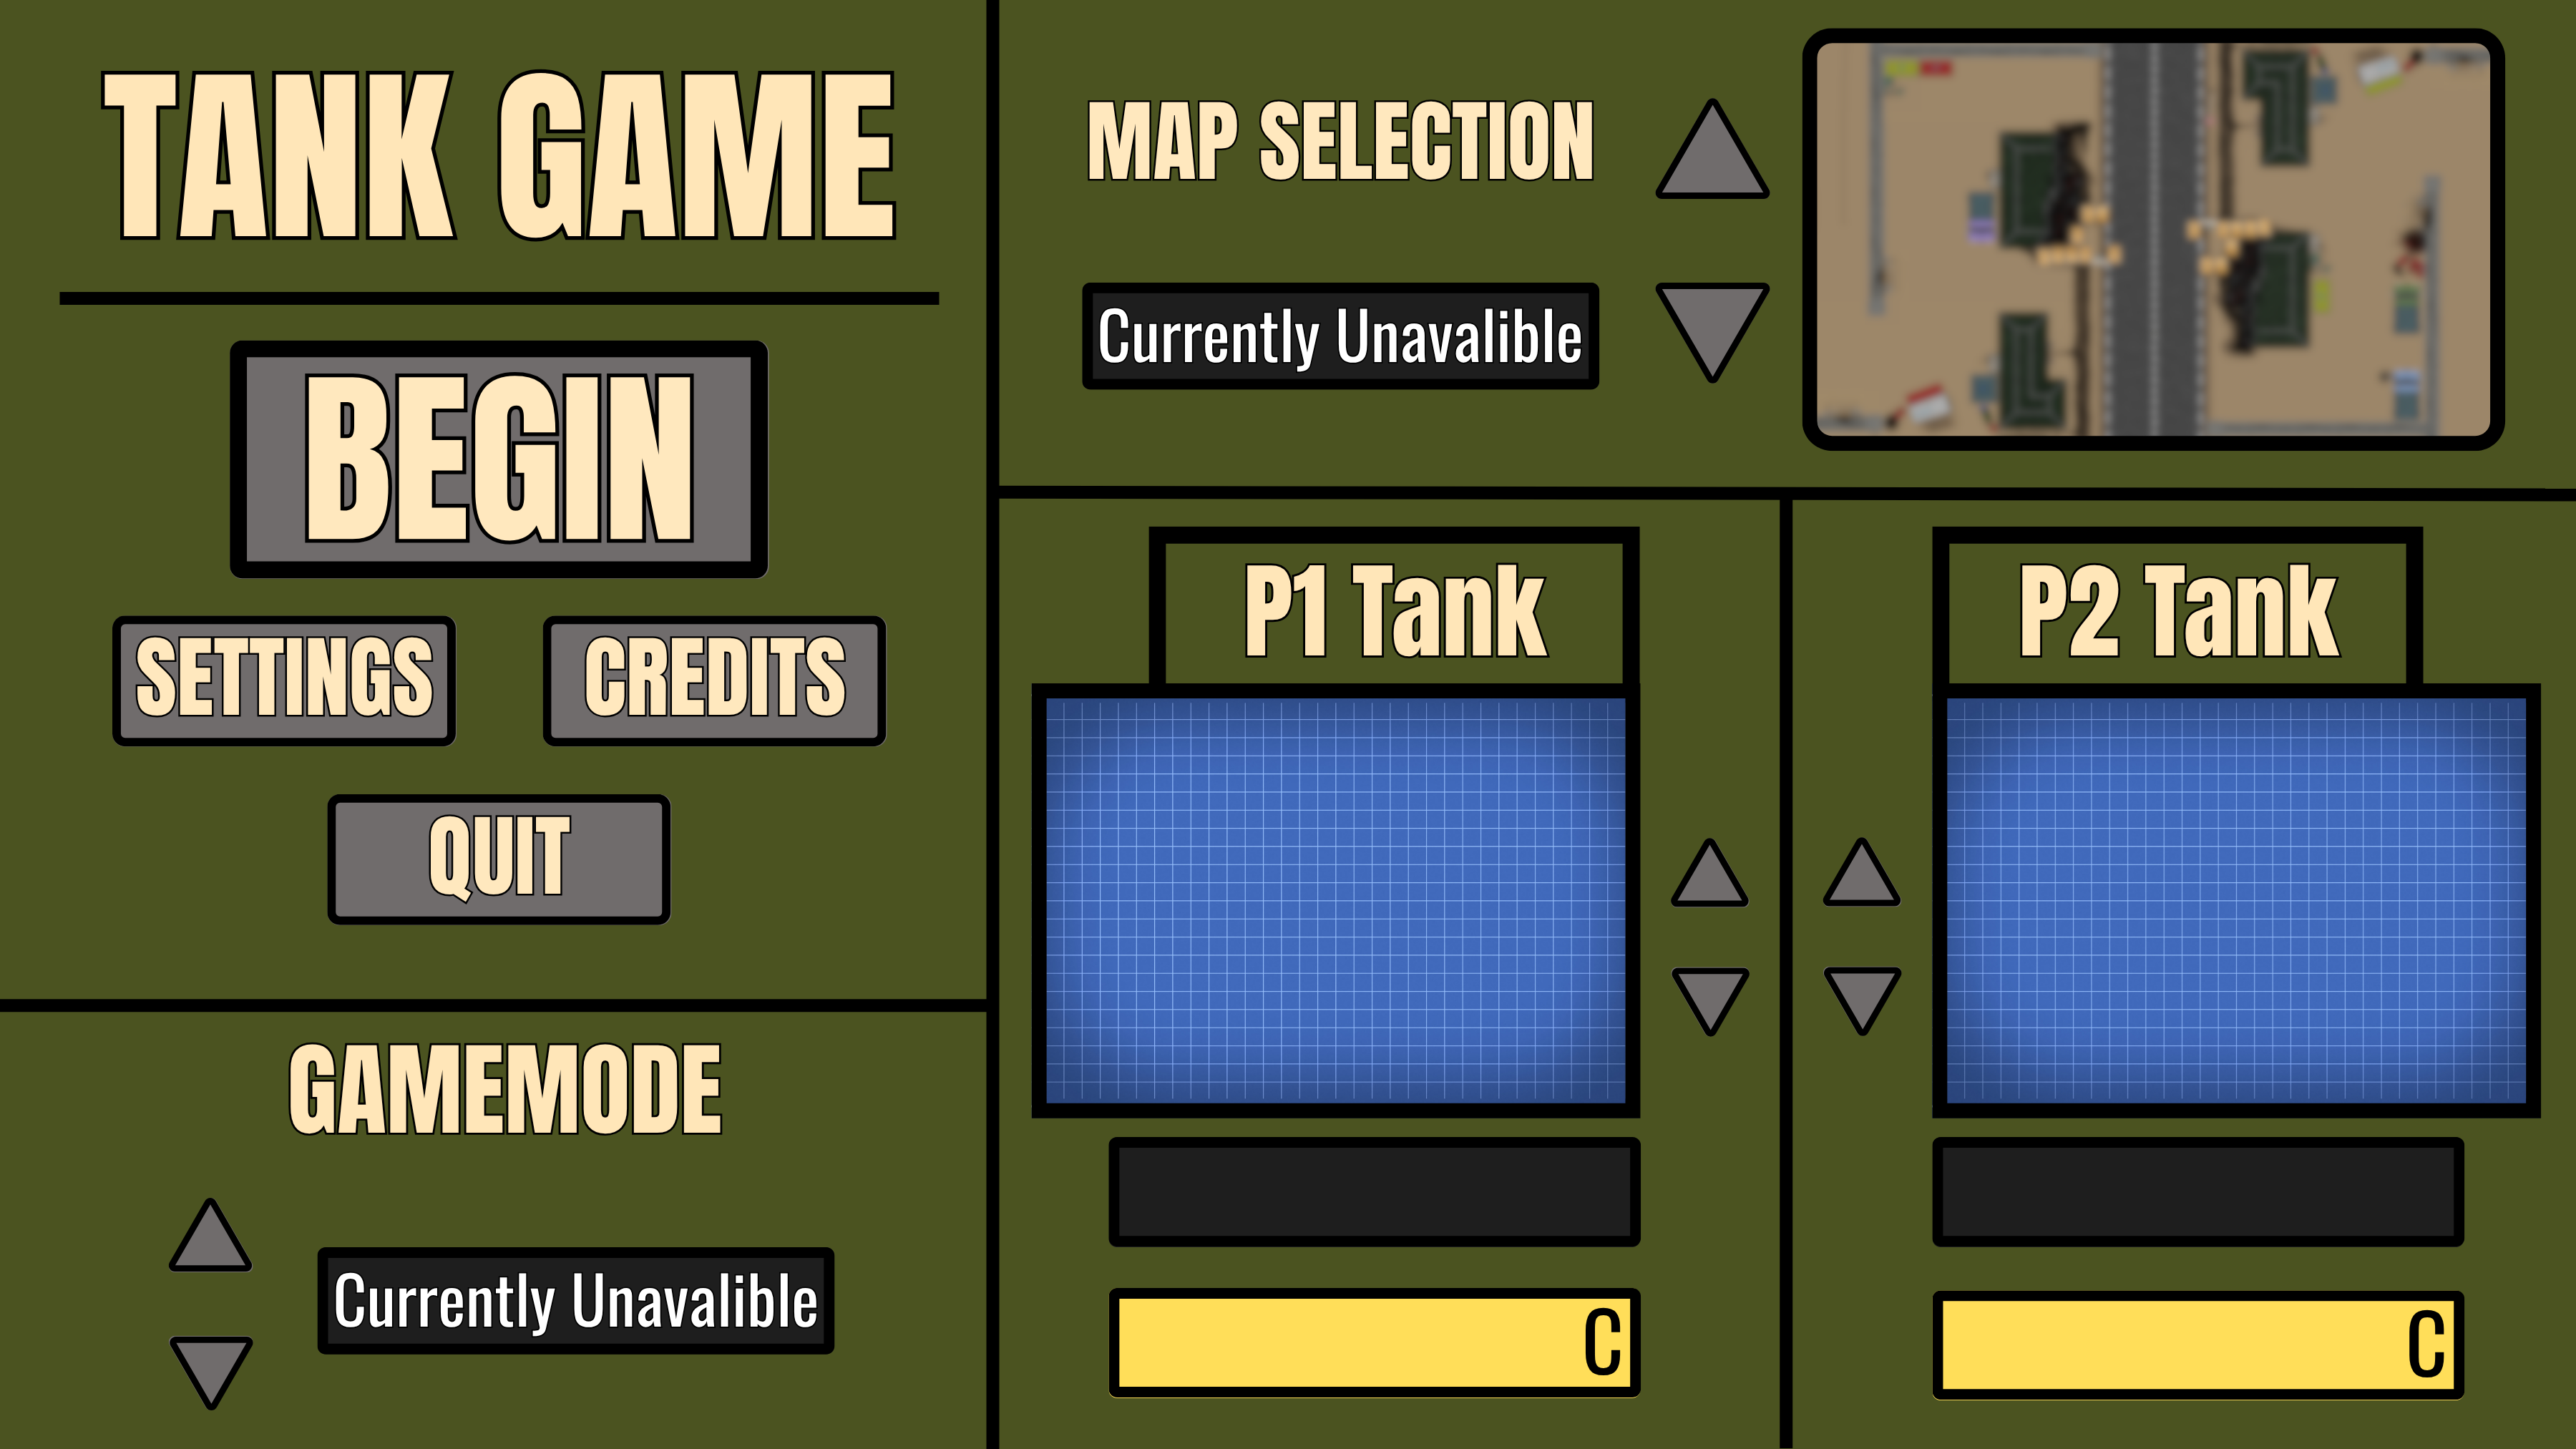 TANK GAME
BEGIN
SETTINGS
CREDITS
QUIT
GAMEMODE
Currently Unavalible
MAP SELECTION
Currently Unavalible
P1 Tank
C
P2 Tank
C